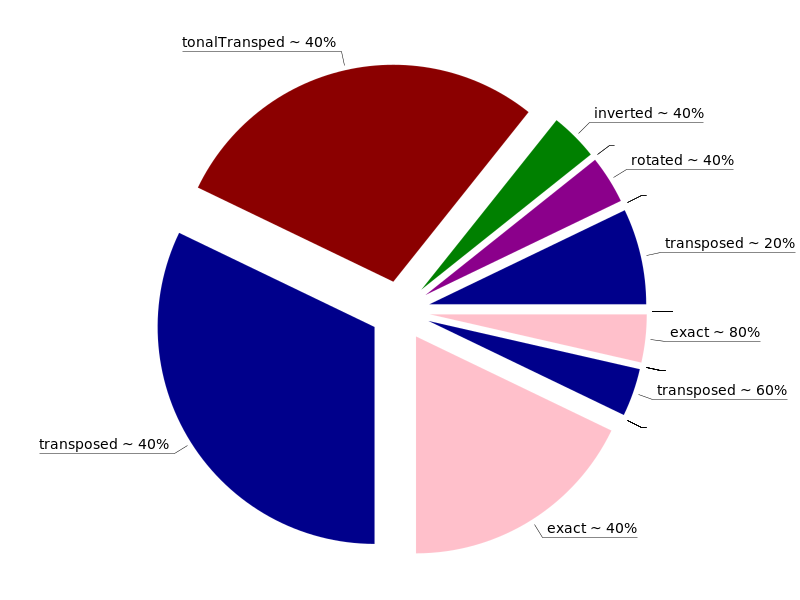 tonalTransped ~ 40%
inverted ~ 40%
rotated ~ 40%
transposed ~ 20%
exact ~ 80%
transposed ~ 60%
transposed ~ 40%
exact ~ 40%